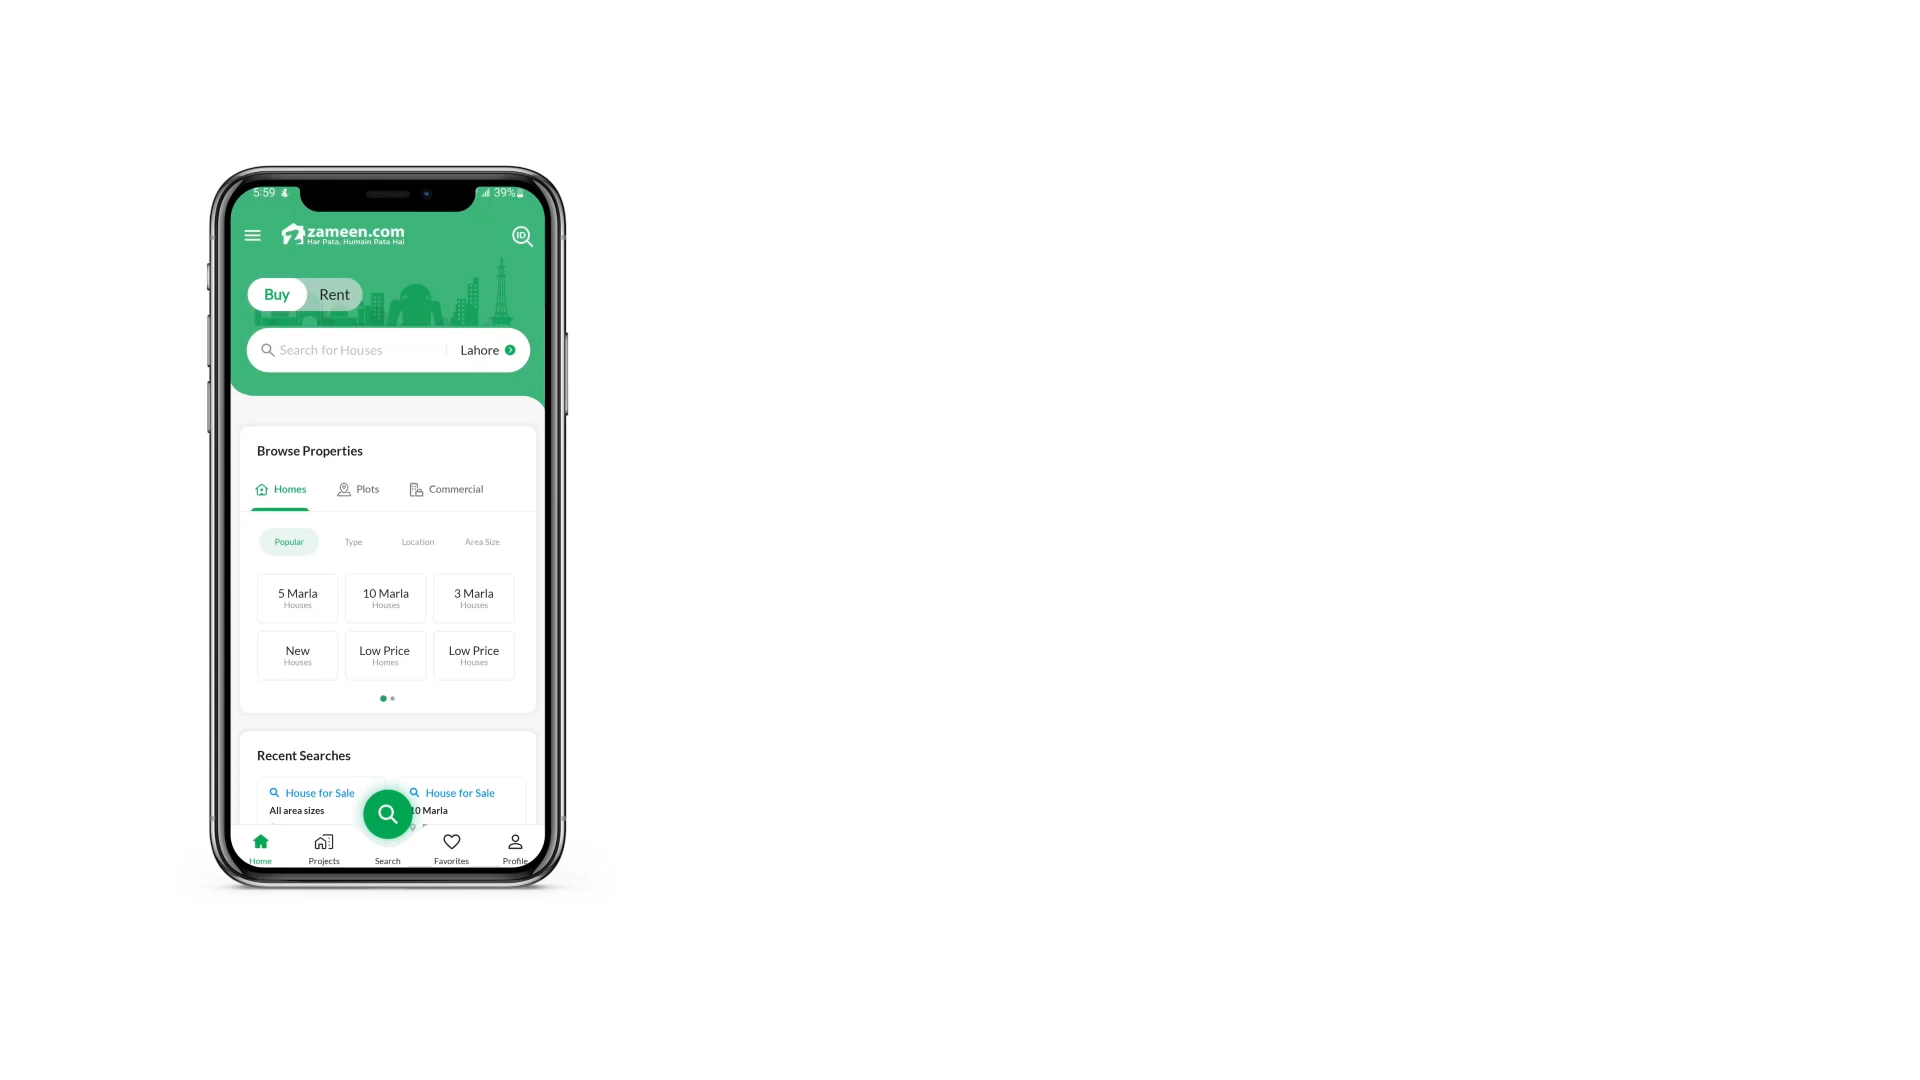 5:59
39%
zameen.com
Har Pata, Humain Pata Hai
ID
Buy Rent
Search for Houses Lahore
Browse Properties
Homes Plots Commercial
Popular Type Location Area Size
5 Marla 10 Marla 3 Marla
Houses Houses Houses
New Low Price Low Price
Houses Homes Houses
Recent Searches
House for Sale House for Sale
All area sizes 10 Marla
Home Projects Search Favorites Profile